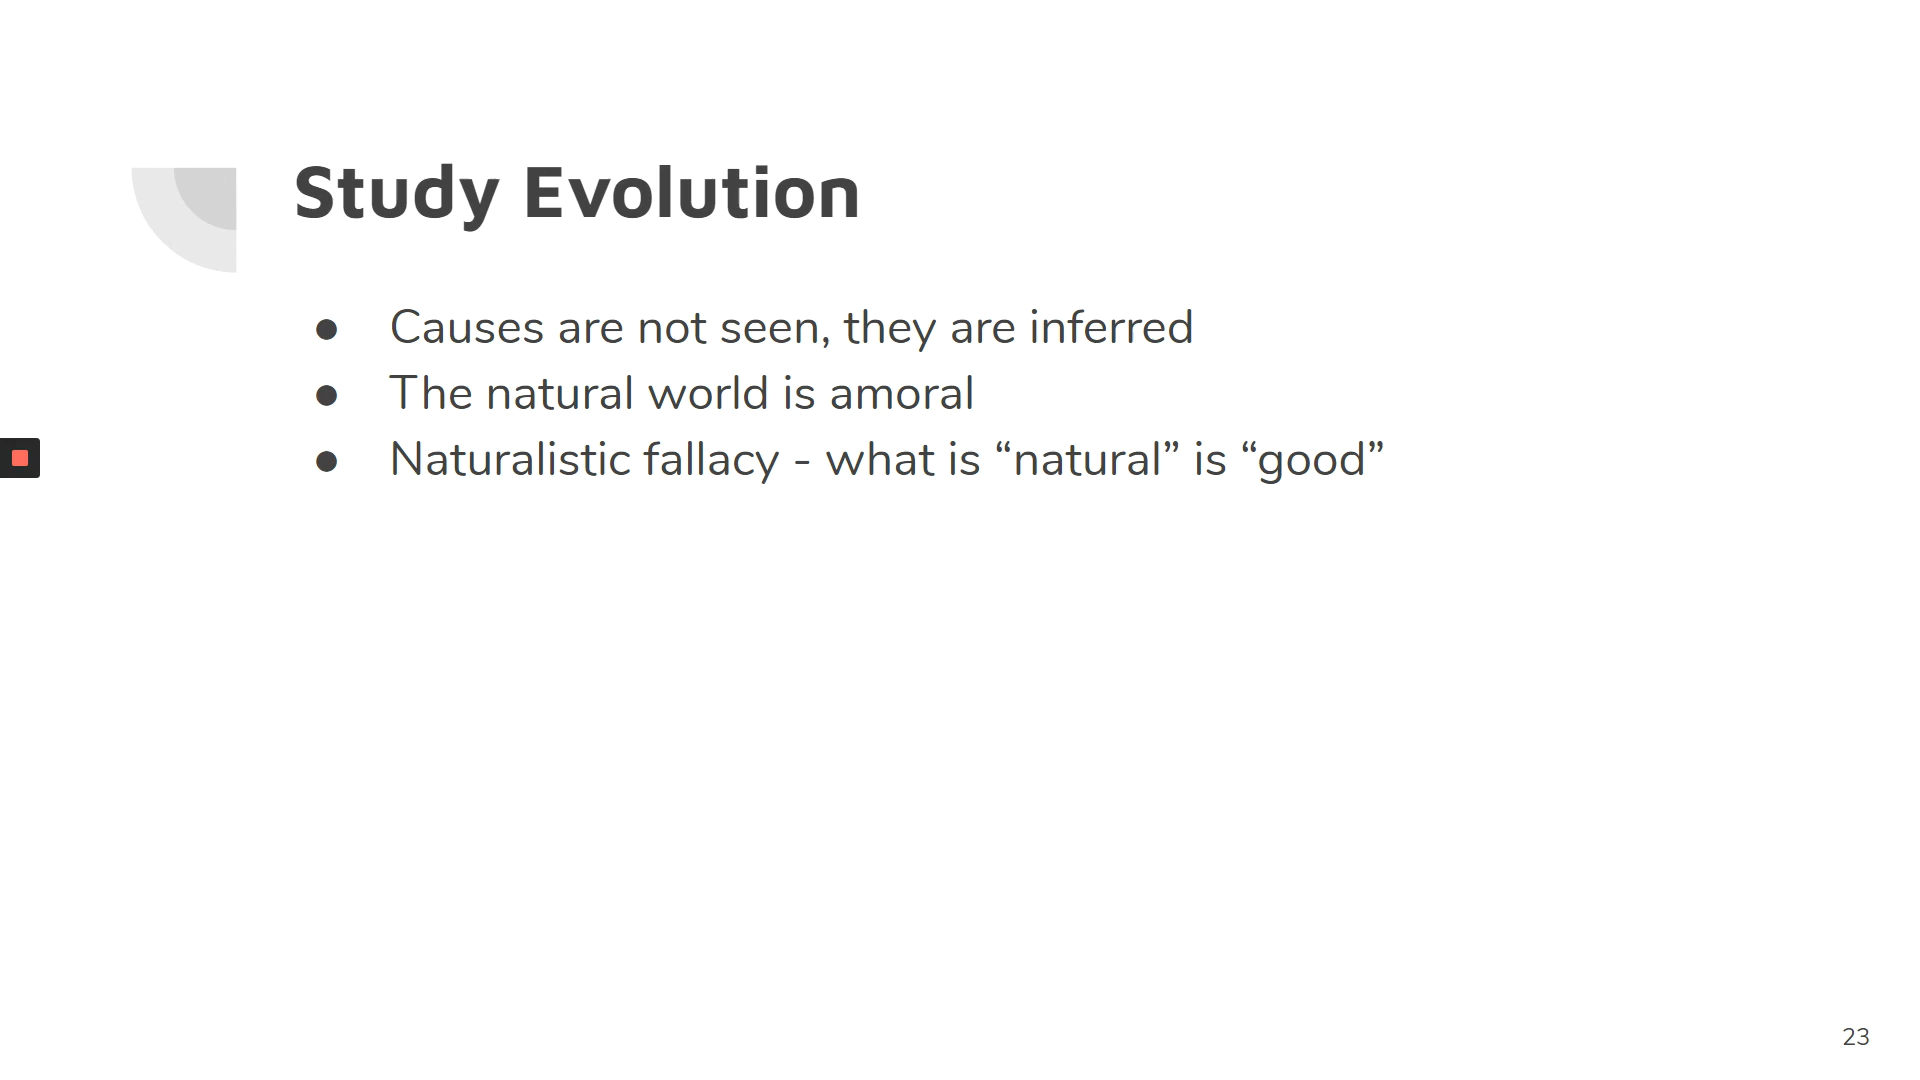 Study Evolution
● Causes are not seen, they are inferred
● The natural world is amoral
● Naturalistic fallacy - what is “natural” is “good”
23